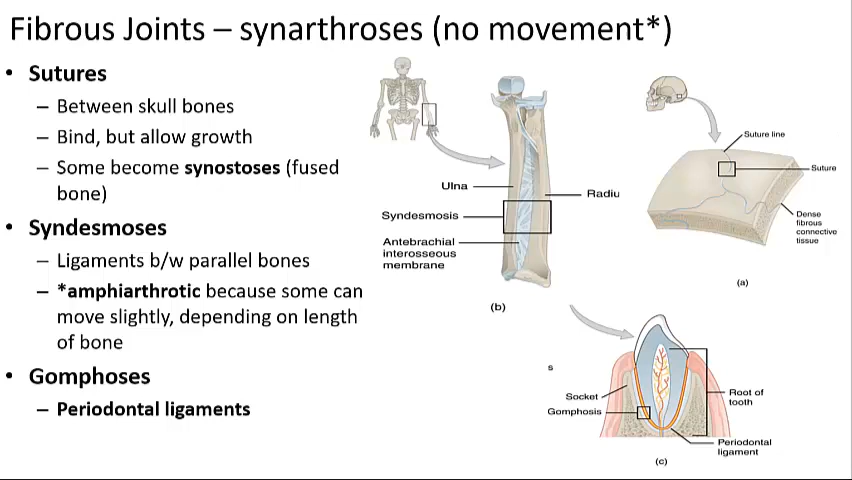 Fibrous Joints – synarthroses (no movement*)
• Sutures
– Between skull bones
– Bind, but allow growth
– Some become synostoses (fused
bone)
• Syndesmoses
– Ligaments b/w parallel bones
– *amphiarthrotic because some can
move slightly, depending on length
of bone
• Gomphoses
– Periodontal ligaments
Ulna
Radiu
Syndesmosis
Antebrachial
interosseous
membrane
(b)
Suture line
Suture
Dense
fibrous
connective
tissue
(a)
s
Socket
Gomphosis
Root of
tooth
Periodontal
ligament
(c)